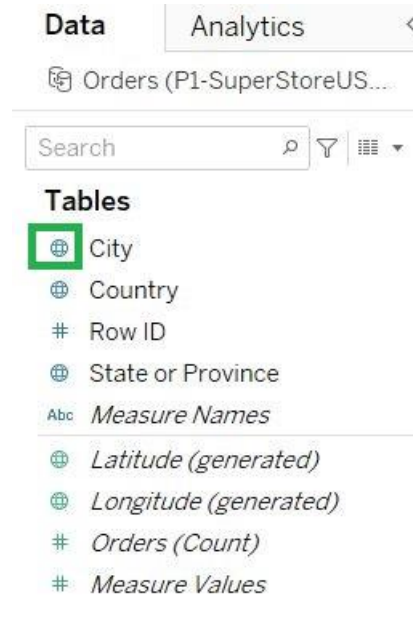 Data Analytics
Orders (P1-SuperStoreUS...
Search
Tables
City
Country
# Row ID
State or Province
Abc Measure Names
Latitude (generated)
Longitude (generated)
# Orders (Count)
# Measure Values